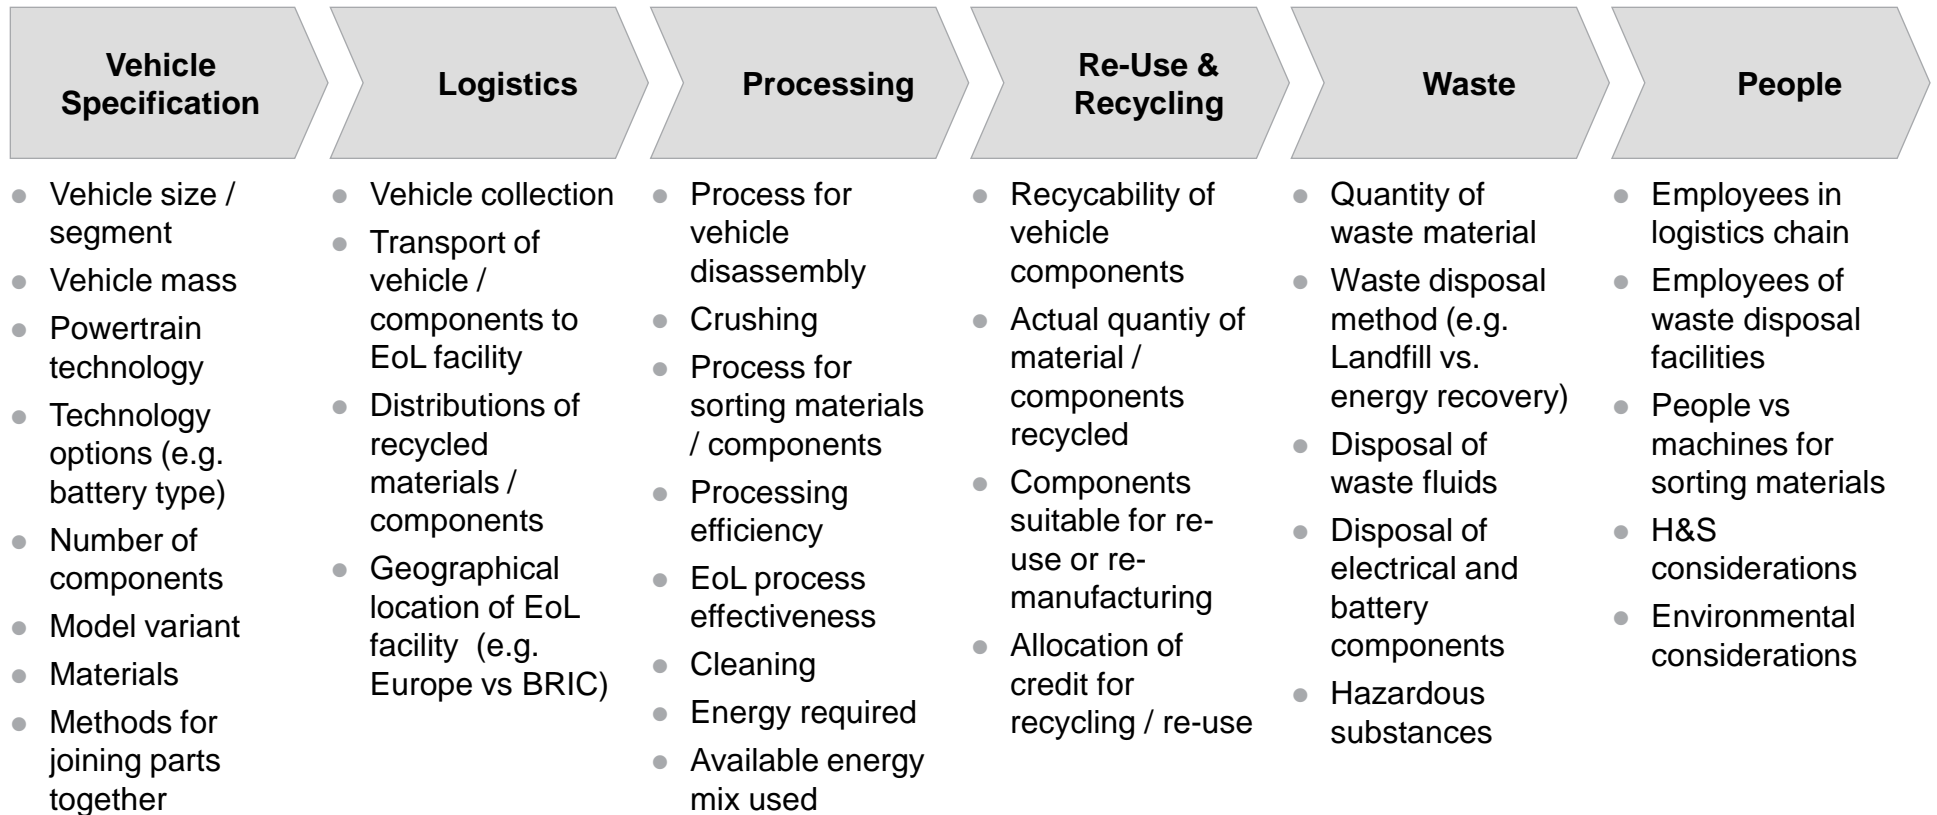 Vehicle
Specification
Logistics
Processing
Re-Use &
Recycling
Waste
People
● Vehicle size /
segment
● Vehicle mass
● Powertrain
technology
● Technology
options (e.g.
battery type)
● Number of
components
● Model variant
● Materials
● Methods for
joining parts
together
● Vehicle collection
● Transport of
vehicle /
components to
EoL facility
● Distributions of
recycled
materials /
components
● Geographical
location of EoL
facility (e.g.
Europe vs BRIC)
● Process for
vehicle
disassembly
● Crushing
● Process for
sorting materials
/ components
● Processing
efficiency
● EoL process
effectiveness
● Cleaning
● Energy required
● Available energy
mix used
● Recycability of
vehicle
components
● Actual quantiy of
material /
components
recycled
● Components
suitable for re-
use or re-
manufacturing
● Allocation of
credit for
recycling / re-use
● Quantity of
waste material
● Waste disposal
method (e.g.
Landfill vs.
energy recovery)
● Disposal of
waste fluids
● Disposal of
electrical and
battery
components
● Hazardous
substances
● Employees in
logistics chain
● Employees of
waste disposal
facilities
● People vs
machines for
sorting materials
● H&S
considerations
● Environmental
considerations